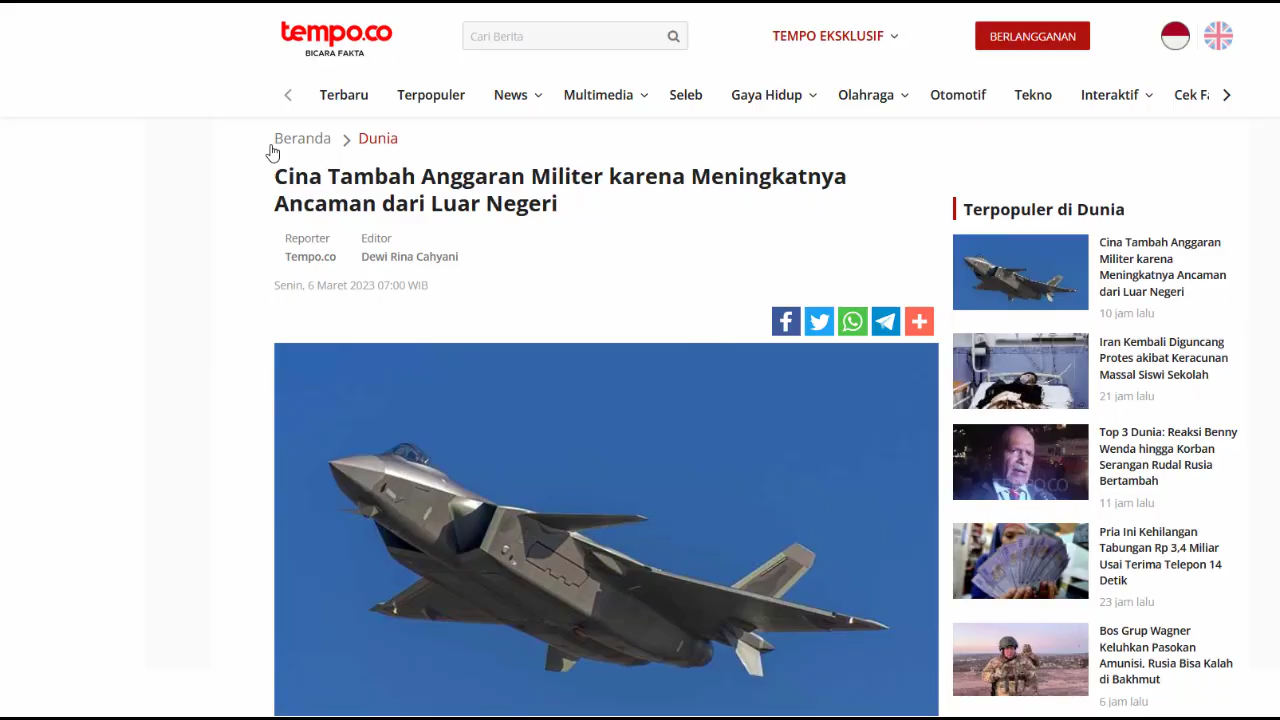 tempo.co
BICARA FAKTA
Cari Berita
TEMPO EKSKLUSIF
BERLANGGANAN
Terbaru
Terpopuler
News
Multimedia
Seleb
Gaya Hidup
Olahraga
Otomotif
Tekno
Interaktif
Cek Fa
Beranda
Dunia
Cina Tambah Anggaran Militer karena Meningkatnya
Ancaman dari Luar Negeri
Reporter
Tempo.co
Editor
Dewi Rina Cahyani
Senin, 6 Maret 2023 07:00 WIB
Terpopuler di Dunia
Cina Tambah Anggaran
Militer karena
Meningkatnya Ancaman
dari Luar Negeri
10 jam lalu
Iran Kembali Diguncang
Protes akibat Keracunan
Massal Siswi Sekolah
21 jam lalu
Top 3 Dunia: Reaksi Benny
Wenda hingga Korban
Serangan Rudal Rusia
Bertambah
11 jam lalu
TEMPO.CO
Pria Ini Kehilangan
Tabungan Rp 3,4 Miliar
Usai Terima Telepon 14
Detik
23 jam lalu
Bos Grup Wagner
Keluhkan Pasokan
Amunisi, Rusia Bisa Kalah
di Bakhmut
6 jam lalu